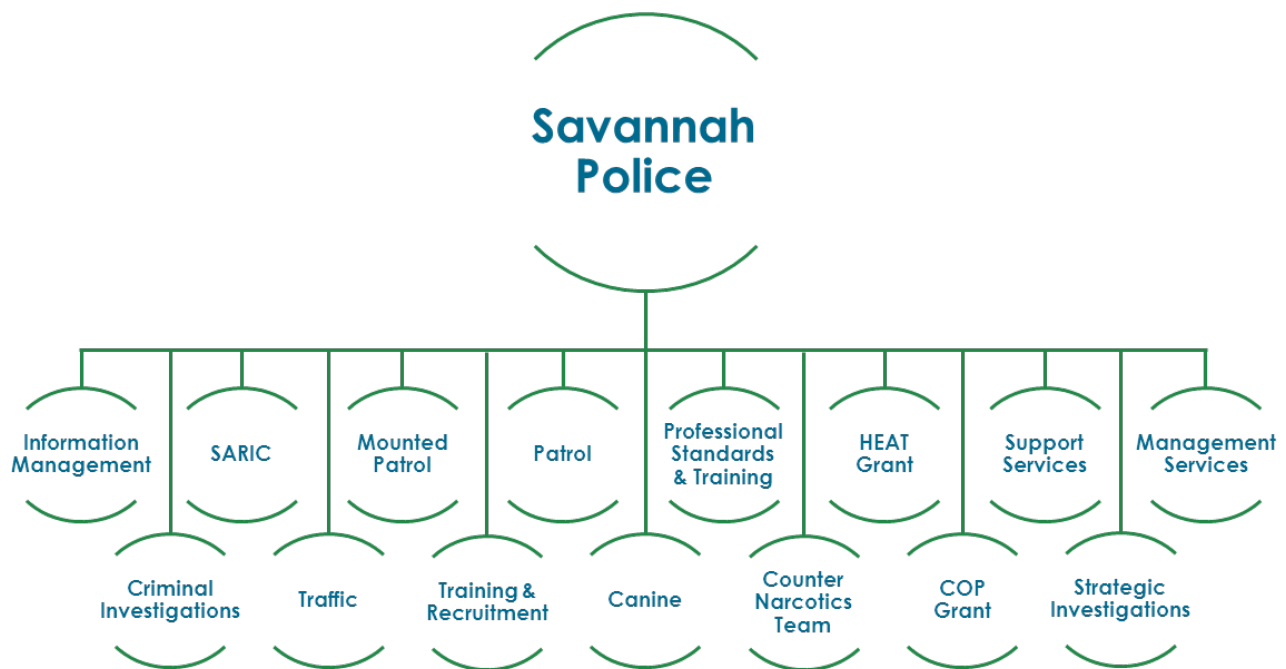 Savannah
Police
Information
Management
SARIC
Mounted
Patrol
Patrol
Professional
Standards
& Training
HEAT
Grant
Support
Services
Management
Services
Criminal
Investigations
Traffic
Training &
Recruitment
Canine
Counter
Narcotics
Team
COP
Grant
Strategic
Investigations